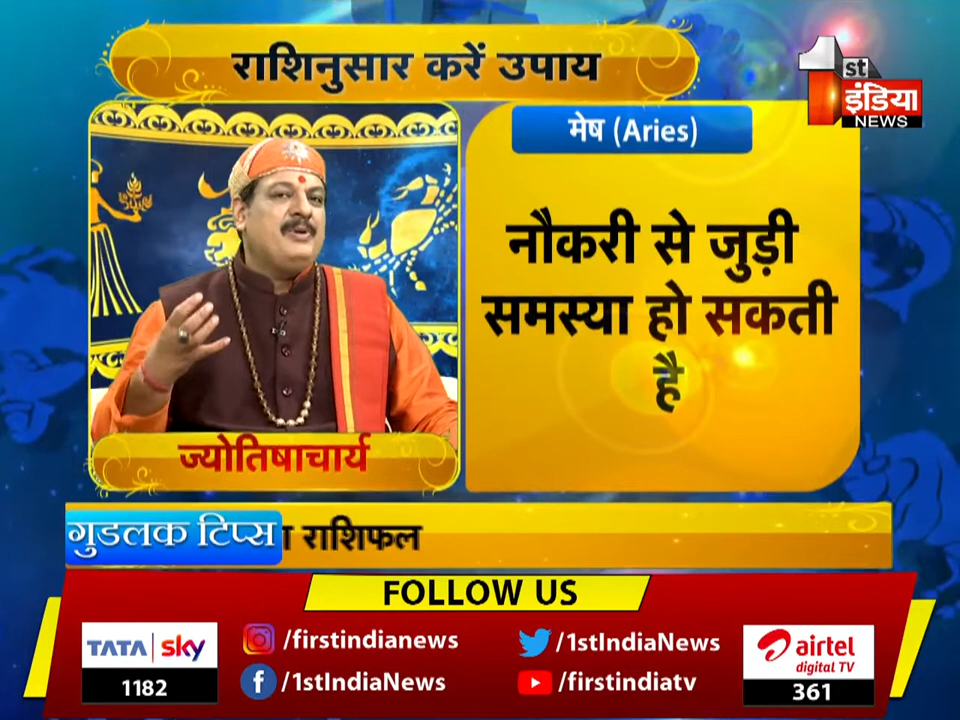 राशिनुसार करें उपाय
1st
इंडिया
NEWS
मेष (Aries)
नौकरी से जुड़ी
समस्या हो सकती
है
ज्योतिषाचार्य
गुडलक टिप्स
राशिफल
FOLLOW US
TATA sky
1182
/firstindianews
/1stIndiaNews
/1stIndiaNews
/firstindiatv
airtel
digital TV
361